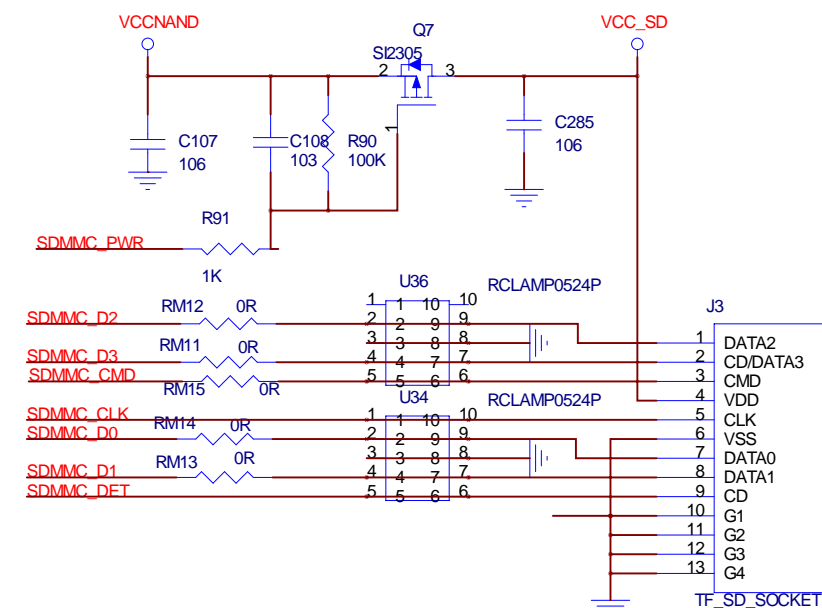 VCCNAND VCC_SD
Q7
SI2305
2 3
1
C107
106
C108
103
R90
100K
C285
106
R91
SDMMC_PWR
1K
U36
RCLAMP0524P
RM12 0R
1 1 10 10
SDMMC_D2 2 2 9 9
J3
RM11 0R
3 3 8 8
1 DATA2
SDMMC_D3 4 4 7 7
2 CD/DATA3
SDMMC_CMD 5 5 6 6
3 CMD
RM15 0R
U34
RCLAMP0524P
4 VDD
SDMMC_CLK 1 1 10 10
5 CLK
RM14 0R
SDMMC_D0 2 2 9 9
6 VSS
RM13 0R
3 3 8 8
7 DATA0
SDMMC_D1 4 4 7 7
8 DATA1
SDMMC_DET 5 5 6 6
9 CD
10 G1
11 G2
12 G3
13 G4
TF_SD_SOCKET